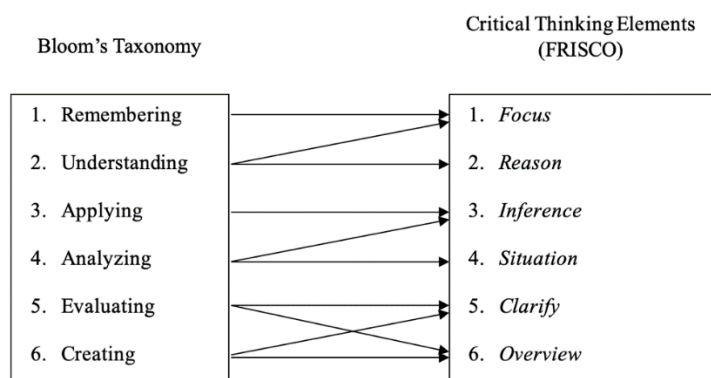 Bloom's Taxonomy
Critical Thinking Elements
(FRISCO)
1. Remembering
2. Understanding
3. Applying
4. Analyzing
5. Evaluating
6. Creating
1. Focus
2. Reason
3. Inference
4. Situation
5. Clarify
6. Overview